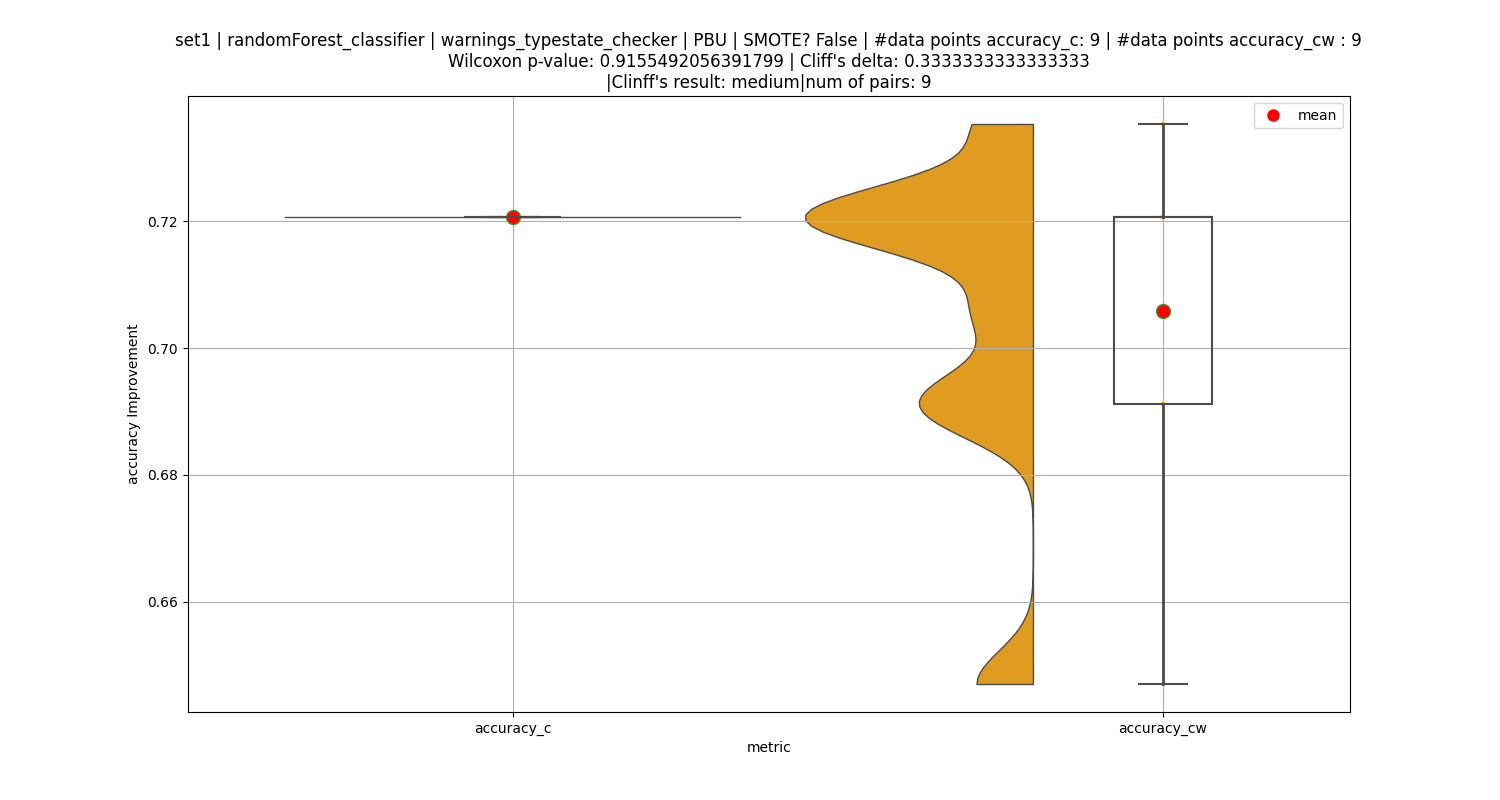 set1 | randomForest_classifier | warnings_typestate_checker | PBU | SMOTE? False | #data points accuracy_c: 9 | #data points accuracy_cw : 9
Wilcoxon p-value: 0.9155492056391799 | Cliff's delta: 0.3333333333333333
|Clinff's result: medium|num of pairs: 9
mean
accuracy Improvement
0.72
0.70
0.68
0.66
accuracy_c
accuracy_cw
metric